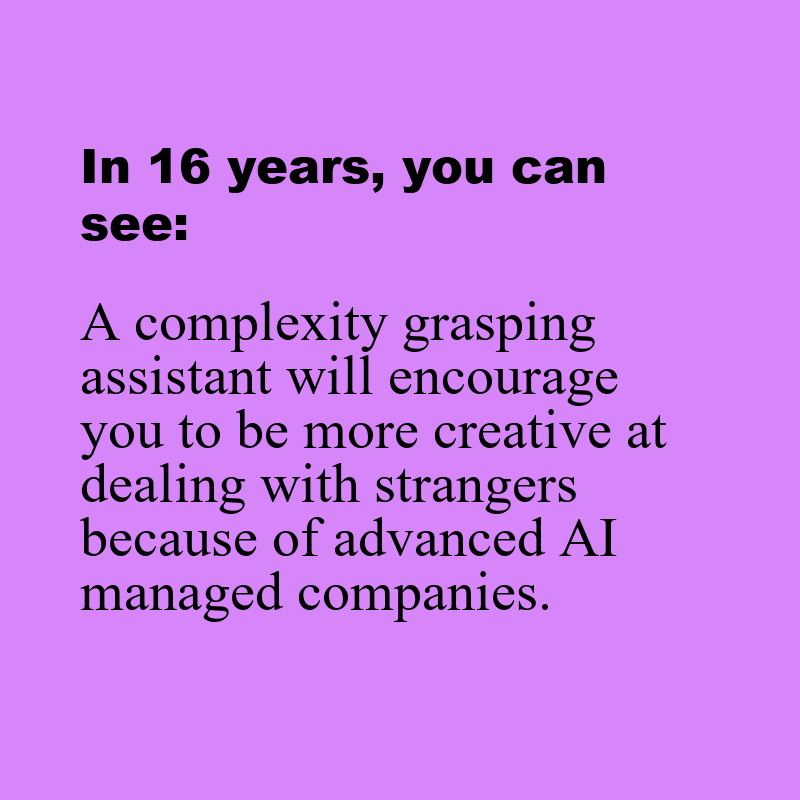 In 16 years, you can
see:
A complexity grasping
assistant will encourage
you to be more creative at
dealing with strangers
because of advanced AI
managed companies.